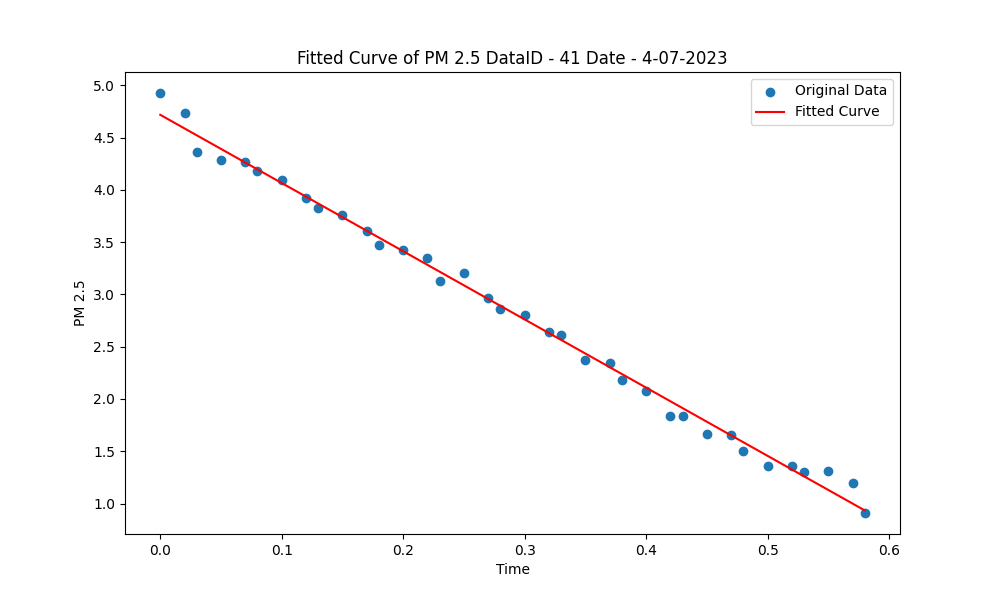 Fitted Curve of PM 2.5 DataID - 41 Date - 4-07-2023
Original Data
Fitted Curve
5.0
4.5
4.0
3.5
3.0
2.5
2.0
1.5
1.0
PM 2.5
0.0 0.1 0.2 0.3 0.4 0.5 0.6
Time